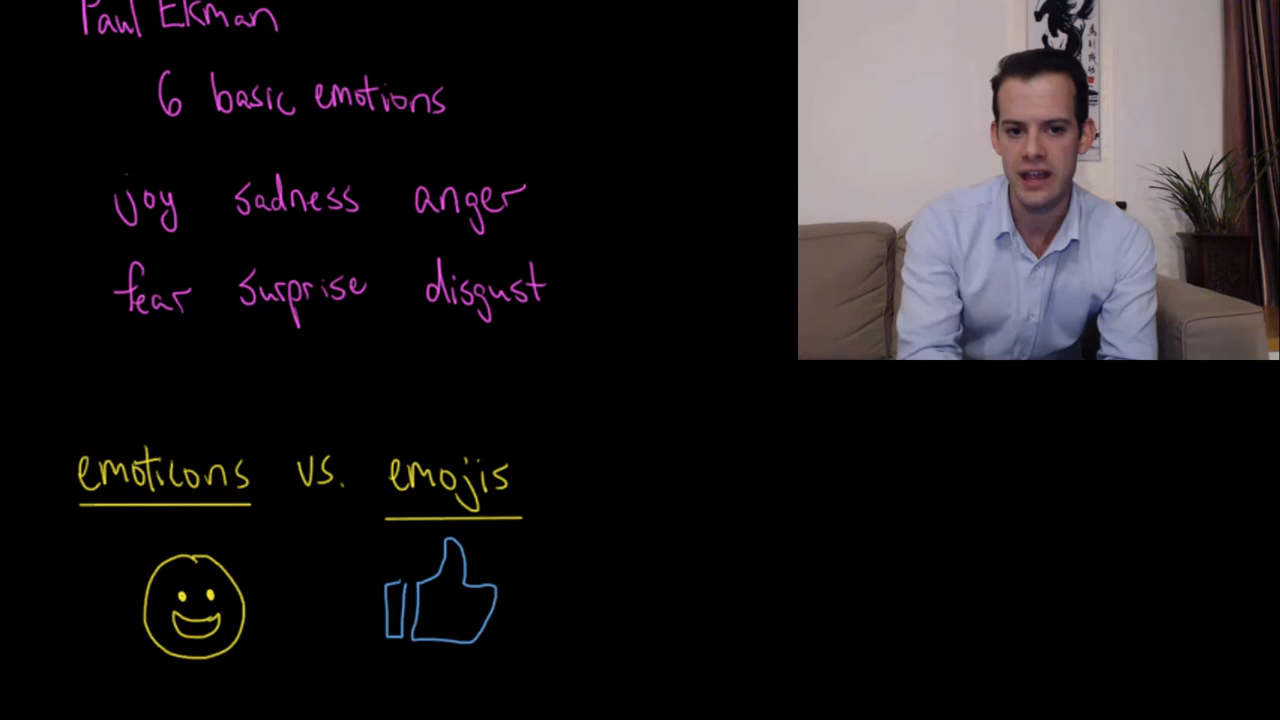 Paul Ekman
6 basic emotions
joy sadness anger
fear surprise disgust
emoticons vs. emojis